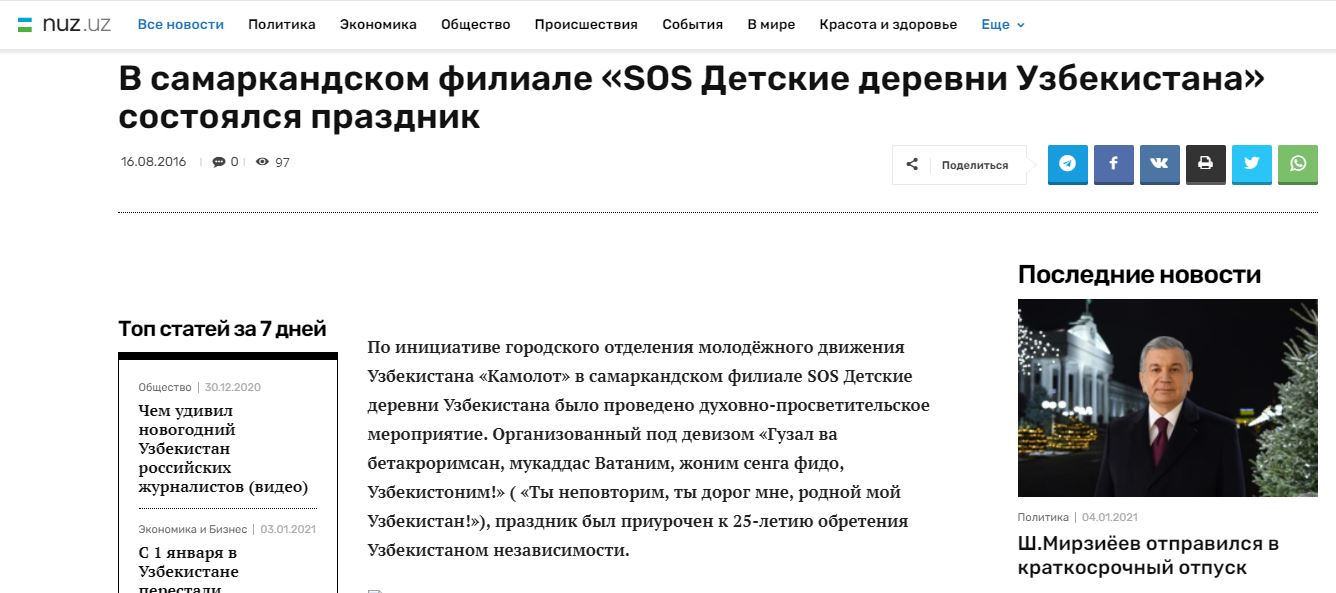 nuz.uz
Все новости Политика Экономика Общество Происшествия События В мире Красота и здоровье Еще
В самаркандском филиале «SOS Детские деревни Узбекистана»
состоялся праздник
16.08.2016 0 97
Поделиться
Топ статей за 7 дней
Общество | 30.12.2020
Чем удивил
новогодний
Узбекистан
российских
журналистов (видео)
Экономика и Бизнес | 03.01.2021
С 1 января в
Узбекистане
перестали
По инициативе городского отделения молодёжного движения
Узбекистана «Камолот» в самаркандском филиале SOS Детские
деревни Узбекистана было проведено духовно-просветительское
мероприятие. Организованный под девизом «Гузал ва
бетакроримсан, мукаддас Ватаним, жоним сенга фидо,
Узбекистоним!» ( «Ты неповторим, ты дорог мне, родной мой
Узбекистан!»), праздник был приурочен к 25-летию обретения
Узбекистаном независимости.
Последние новости
Политика | 04.01.2021
Ш.Мирзиёев отправился в
краткосрочный отпуск